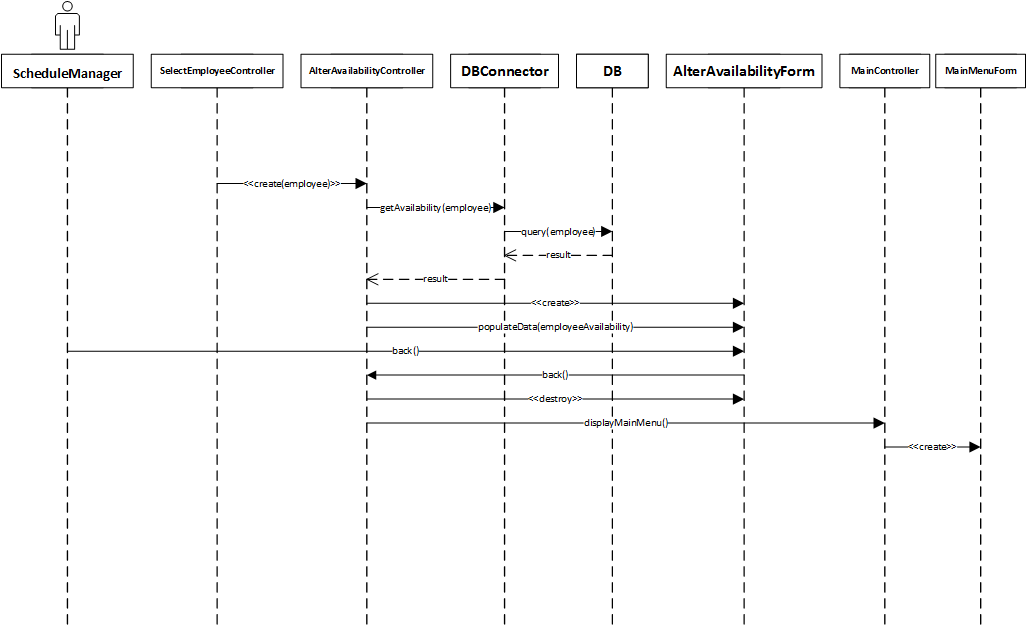 ScheduleManager
SelectEmployeeController
AlterAvailabilityController
DBConnector
DB
AlterAvailabilityForm
MainController
MainMenuForm
<<create(employee)>>
getAvailability(employee)
query(employee)
result
result
<<create>>
populateData(employeeAvailability)
back()
back()
<<destroy>>
displayMainMenu()
<<create>>